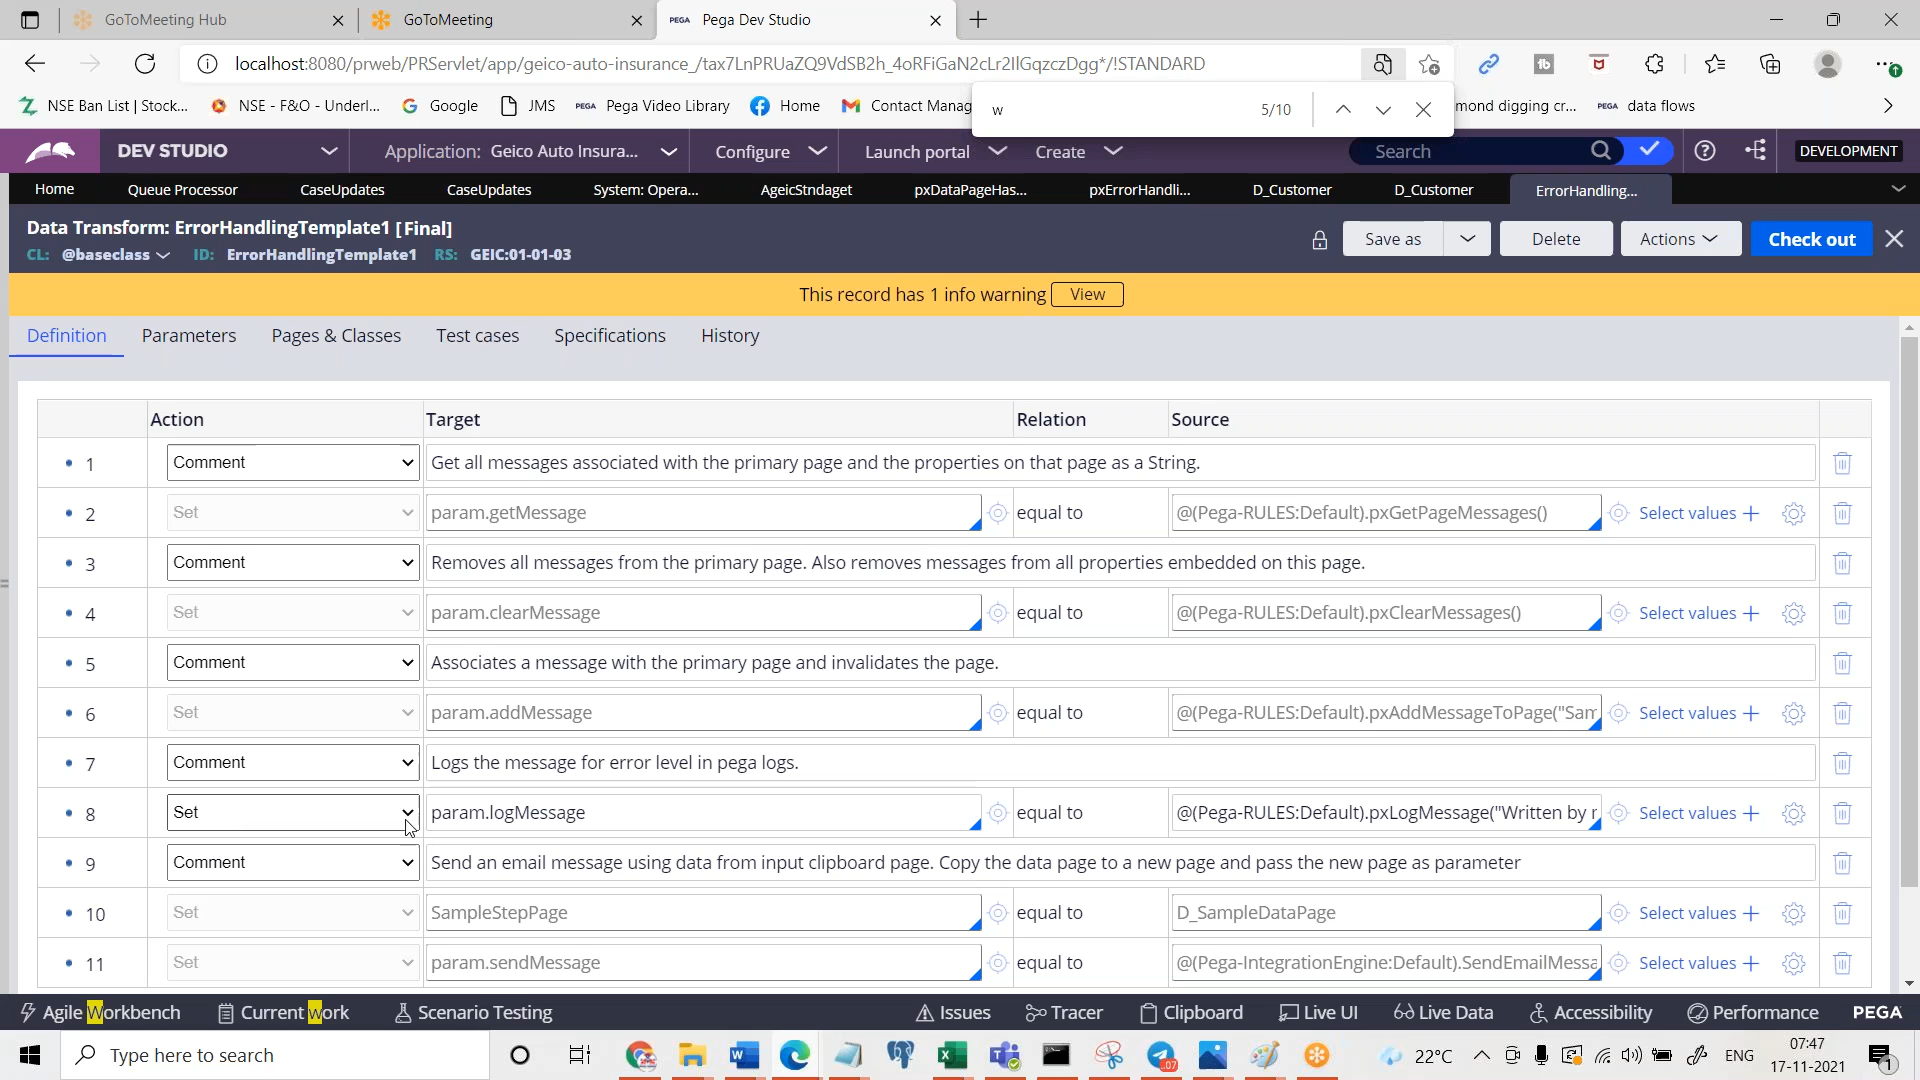 GoToMeeting Hub
GoToMeeting
PEGA Pega Dev Studio
localhost:8080/prweb/PRServlet/app/geico-auto-insurance_/tax7LnPRUaZQ9VdSB2h_4oRFiGaN2cLr2IlGqzczDgg*/!STANDARD
NSE Ban List | Stock...
NSE - F&O - Underl...
Google
JMS
PEGA Pega Video Library
Home
Contact Manag
mond digging cr...
PEGA data flows
w
5/10
DEV STUDIO
Application: Geico Auto Insura...
Configure
Launch portal
Create
Search
DEVELOPMENT
Home
Queue Processor
CaseUpdates
CaseUpdates
System: Opera...
AgeicStndaget
pxDataPageHas...
pxErrorHandli...
D_Customer
D_Customer
ErrorHandling...
Data Transform: ErrorHandlingTemplate1 [Final]
CL: @baseclass ID: ErrorHandlingTemplate1 RS: GEIC:01-01-03
Save as
Delete
Actions
Check out
This record has 1 info warning View
Definition
Parameters
Pages & Classes
Test cases
Specifications
History
Action Target Relation Source
1 Comment Get all messages associated with the primary page and the properties on that page as a String.
2 Set param.getMessage equal to @(Pega-RULES:Default).pxGetPageMessages() Select values
3 Comment Removes all messages from the primary page. Also removes messages from all properties embedded on this page.
4 Set param.clearMessage equal to @(Pega-RULES:Default).pxClearMessages() Select values
5 Comment Associates a message with the primary page and invalidates the page.
6 Set param.addMessage equal to @(Pega-RULES:Default).pxAddMessageToPage("Sam Select values
7 Comment Logs the message for error level in pega logs.
8 Set param.logMessage equal to @(Pega-RULES:Default).pxLogMessage("Written by r Select values
9 Comment Send an email message using data from input clipboard page. Copy the data page to a new page and pass the new page as parameter
10 Set SampleStepPage equal to D_SampleDataPage Select values
11 Set param.sendMessage equal to @(Pega-IntegrationEngine:Default).SendEmailMessa Select values
Agile Workbench
Current work
Scenario Testing
Issues
Tracer
Clipboard
Live UI
Live Data
Accessibility
Performance
PEGA
Type here to search
22°C
ENG
07:47
17-11-2021
1